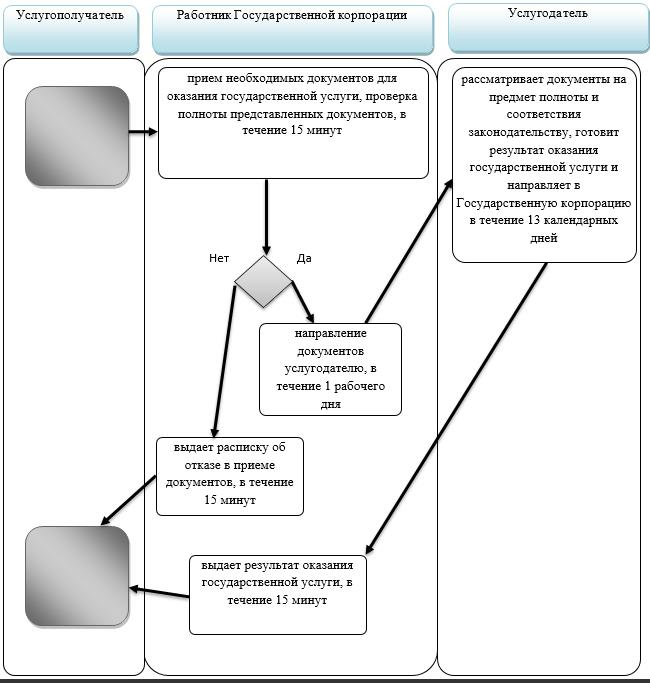 Услугополучатель
Работник Государственной корпорации
Услугодатель
прием необходимых документов для
оказания государственной услуги, проверка
полноты представленных документов, в
течение 15 минут
рассматривает документы на
предмет полноты и
соответствия
законодательству, готовит
результат оказания
государственной услуги и
направляет в
Государственную корпорацию
в течение 13 календарных
дней
Нет
Да
направление
документов
услугодателю, в
течение 1 рабочего
дня
выдает расписку об
отказе в приеме
документов, в течение
15 минут
выдает результат оказания
государственной услуги, в
течение 15 минут